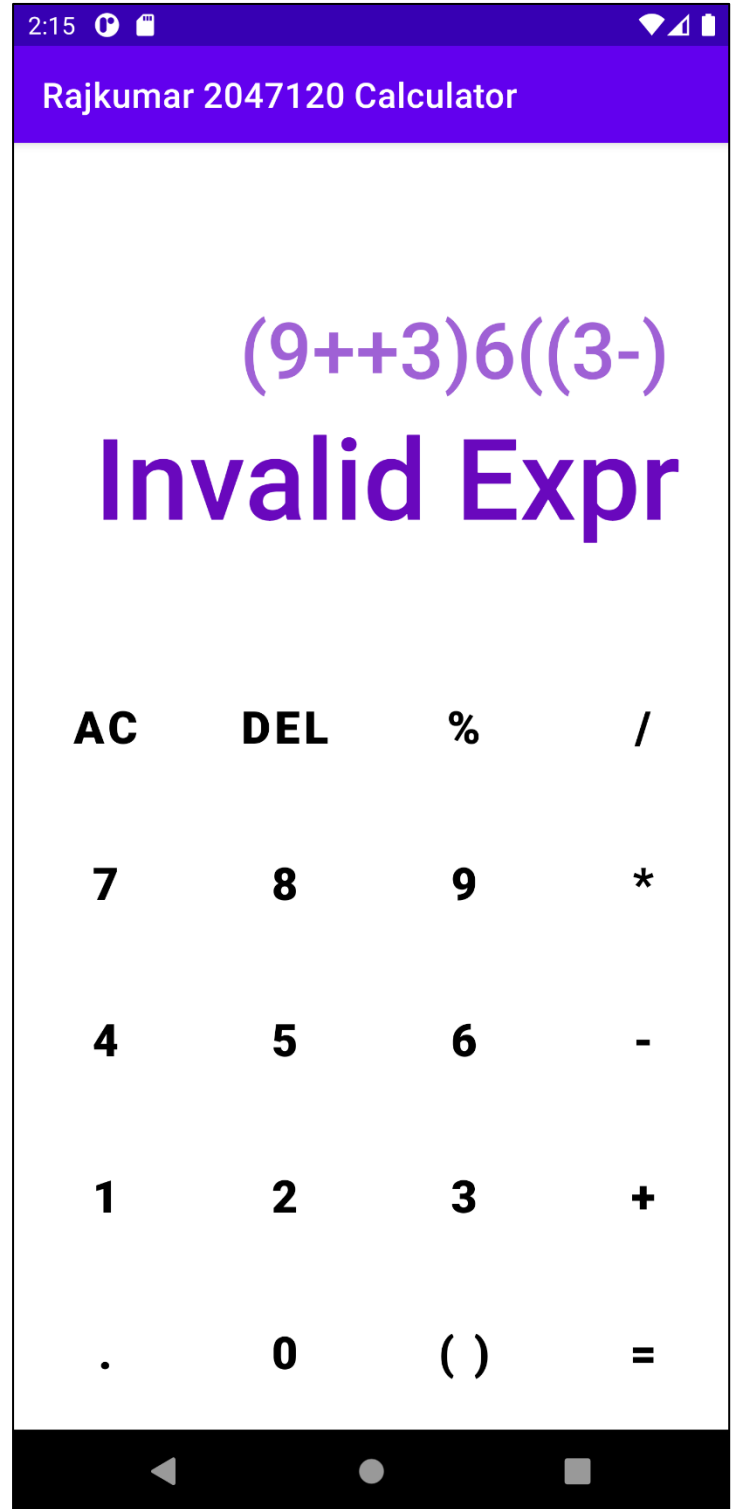 2:15
Rajkumar 2047120 Calculator
(9++3)6((3-)
Invalid Expr
AC DEL % /
7 8 9 *
4 5 6 -
1 2 3 +
. 0 ( ) =